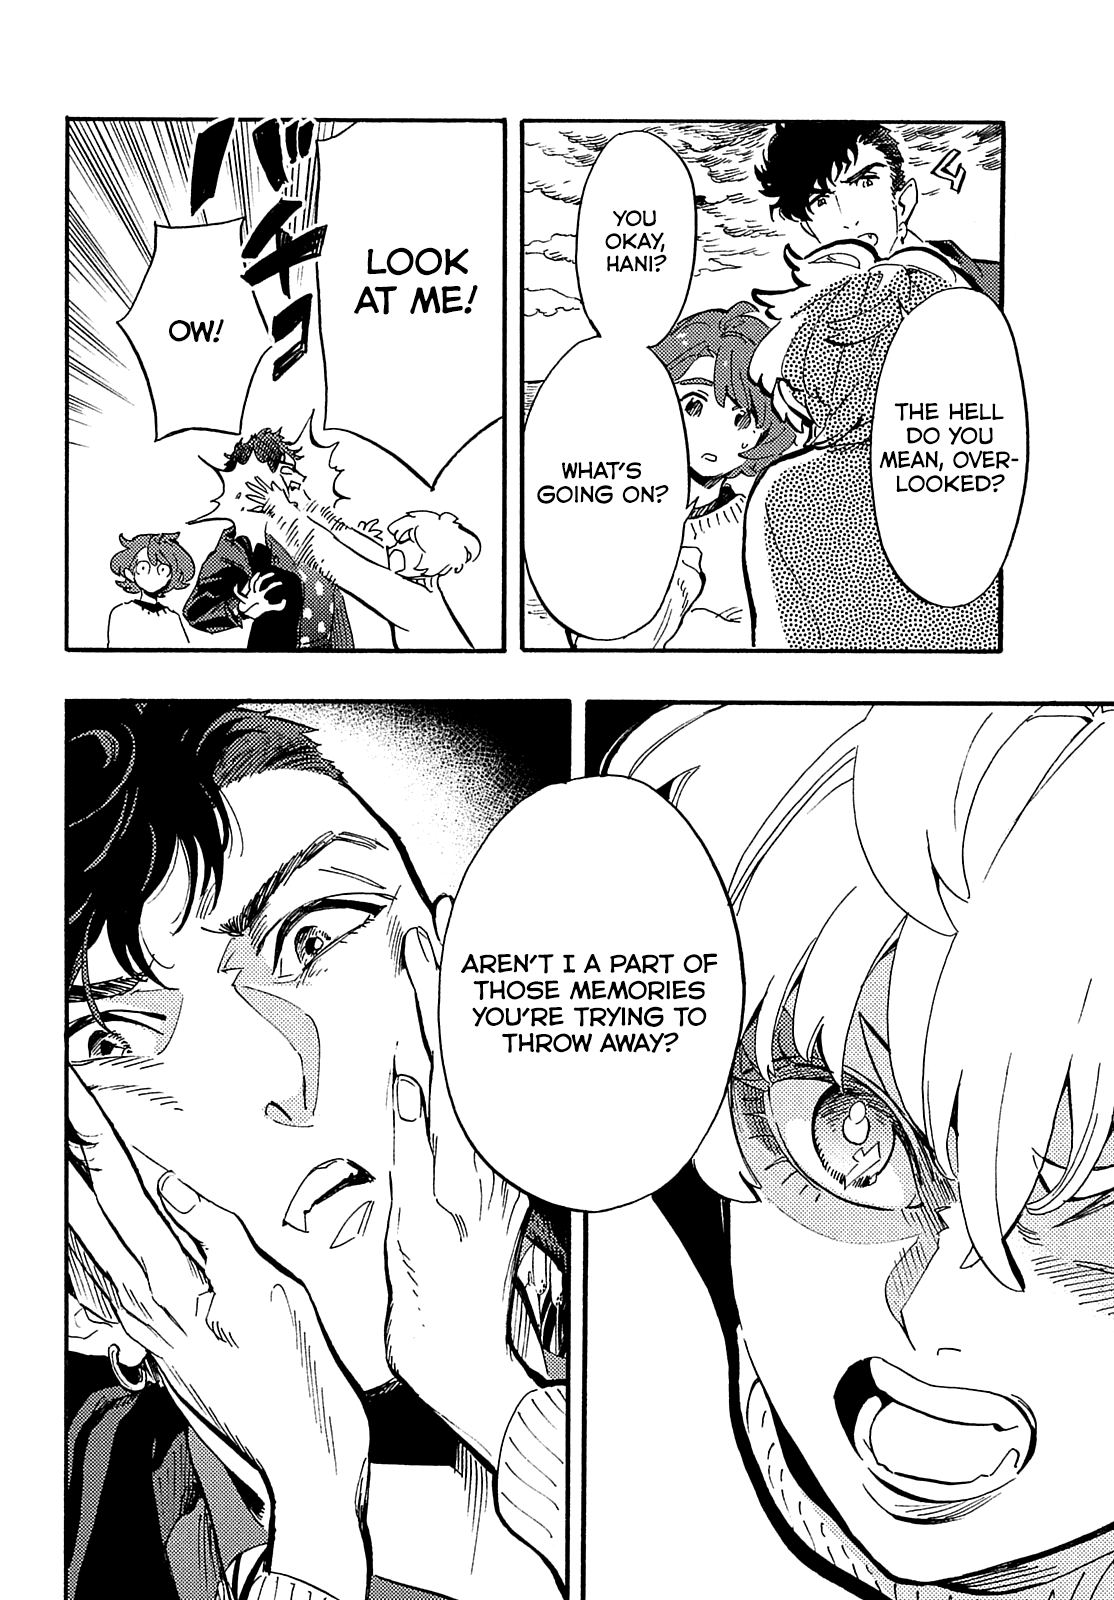 THE HELL
DO YOU
MEAN, OVER-
LOOKED?
YOU
OKAY,
HANI?
WHAT'S
GOING ON?
LOOK
AT ME!
OW!
AREN'T I A PART OF
THOSE MEMORIES
YOU'RE TRYING TO
THROW AWAY?